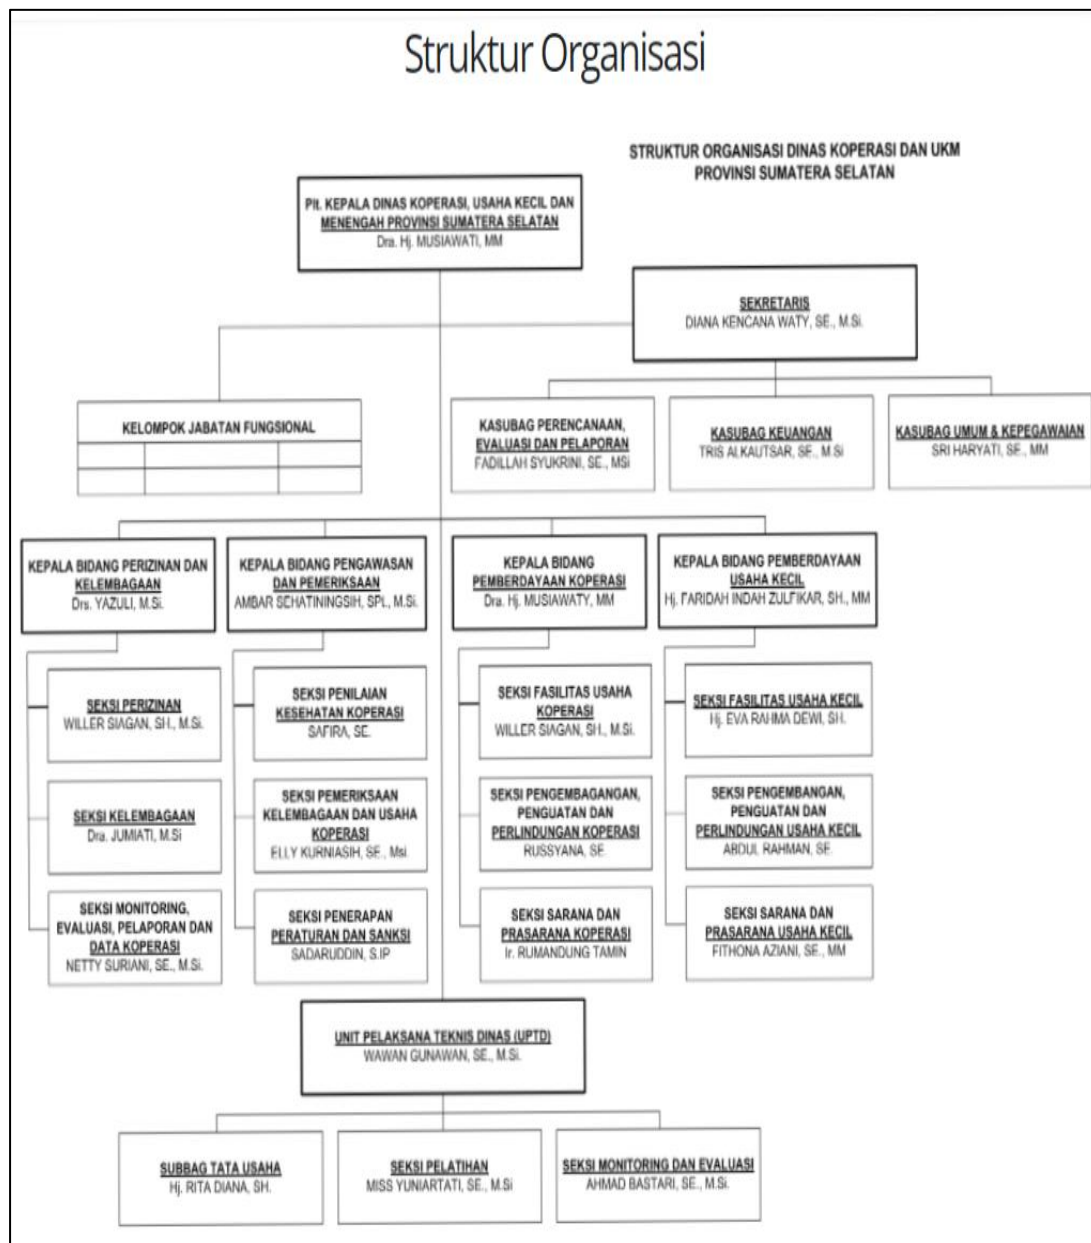 Struktur Organisasi
STRUKTUR ORGANISASI DINAS KOPERASI DAN UKM
PROVINSI SUMATERA SELATAN
Plt. KEPALA DINAS KOPERASI, USAHA KECIL DAN
MENENGAH PROVINSI SUMATERA SELATAN
Dra. Hj. MUSIAWATI, MM
SEKRETARIS
DIANA KENCANA WATY, SE., M.Si.
KELOMPOK JABATAN FUNGSIONAL
KASUBAG PERENCANAAN,
EVALUASI DAN PELAPORAN
FADILLAH SYUKRINI, SE., MSi
KASUBAG KEUANGAN
TRIS ALKAUTSAR, SE., M.Si
KASUBAG UMUM & KEPEGAWAIAN
SRI HARYATI, SE., MM
KEPALA BIDANG PERIZINAN DAN
KELEMBAGAAN
Drs. YAZULI, M.Si.
KEPALA BIDANG PENGAWASAN
DAN PEMERIKSAAN
AMBAR SEHATININGSIH, SPi., M.Si.
KEPALA BIDANG
PEMBERDAYAAN KOPERASI
Dra. Hj. MUSIAWATY, MM
KEPALA BIDANG PEMBERDAYAAN
USAHA KECIL
Hj. FARIDAH INDAH ZULFIKAR, SH., MM
SEKSI PERIZINAN
WILLER SIAGAN, SH., M.Si.
SEKSI KELEMBAGAAN
Dra. JUMIATI, M.Si
SEKSI MONITORING,
EVALUASI, PELAPORAN DAN
DATA KOPERASI
NETTY SURIANI, SE., M.Si.
SEKSI PENILAIAN
KESEHATAN KOPERASI
SAFIRA, SE.
SEKSI PEMERIKSAAN
KELEMBAGAAN DAN USAHA
KOPERASI
ELLY KURNIASIH, SE., Msi.
SEKSI PENERAPAN
PERATURAN DAN SANKSI
SADARUDDIN, S.IP
SEKSI FASILITAS USAHA
KOPERASI
WILLER SIAGAN, SH., M.Si.
SEKSI PENGEMBAGANGAN,
PENGUATAN DAN
PERLINDUNGAN KOPERASI
RUSSYANA, SE.
SEKSI SARANA DAN
PRASARANA KOPERASI
Ir. RUMANDUNG TAMIN
SEKSI FASILITAS USAHA KECIL
Hj. EVA RAHMA DEWI, SH.
SEKSI PENGEMBANGAN,
PENGUATAN DAN
PERLINDUNGAN USAHA KECIL
ABDUL RAHMAN, SE.
SEKSI SARANA DAN
PRASARANA USAHA KECIL
FITHONA AZIANI, SE., MM
UNIT PELAKSANA TEKNIS DINAS (UPTD)
WAWAN GUNAWAN, SE., M.Si.
SUBBAG TATA USAHA
Hj. RITA DIANA, SH.
SEKSI PELATIHAN
MISS YUNIARTATI, SE., M.Si
SEKSI MONITORING DAN EVALUASI
AHMAD BASTARI, SE., M.Si.